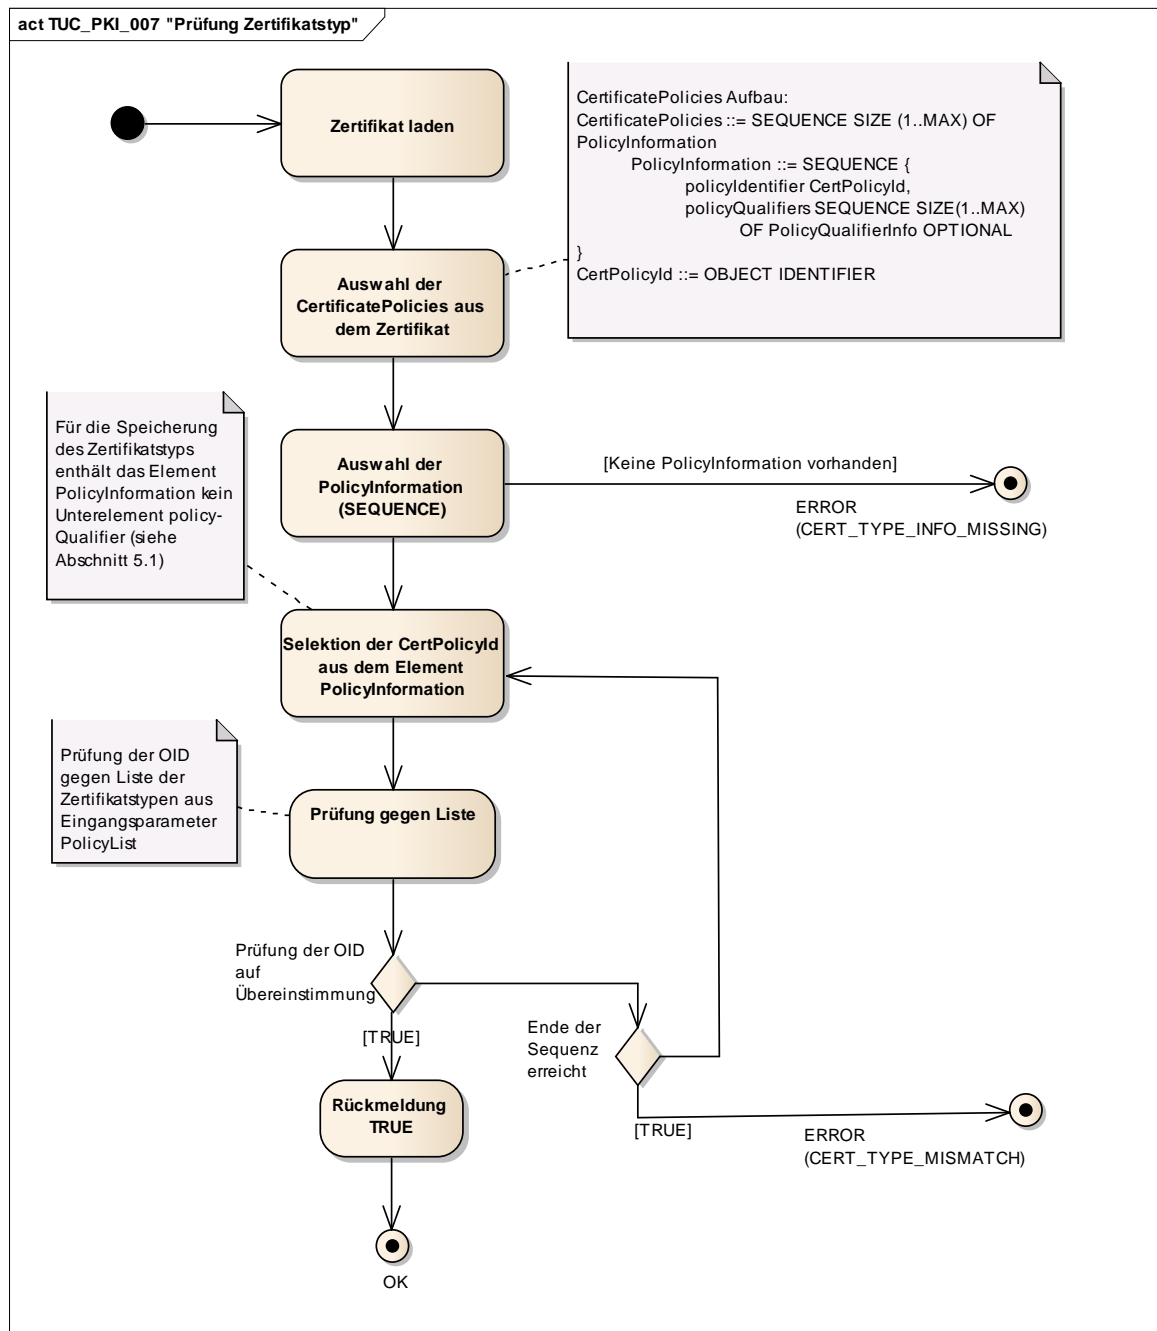 act TUC_PKI_007 "Prüfung Zertifikatstyp"
Zertifikat laden
CertificatePolicies Aufbau:
CertificatePolicies ::= SEQUENCE SIZE (1..MAX) OF
PolicyInformation
PolicyInformation ::= SEQUENCE {
policyIdentifier CertPolicyId,
policyQualifiers SEQUENCE SIZE(1..MAX)
OF PolicyQualifierInfo OPTIONAL
}
CertPolicyId ::= OBJECT IDENTIFIER
Auswahl der
CertificatePolicies aus
dem Zertifikat
Für die Speicherung
des Zertifikatstyps
enthält das Element
PolicyInformation kein
Unterelement policy-
Qualifier (siehe
Abschnitt 5.1)
Auswahl der
PolicyInformation
(SEQUENCE)
[Keine PolicyInformation vorhanden]
ERROR
(CERT_TYPE_INFO_MISSING)
Selektion der CertPolicyId
aus dem Element
PolicyInformation
Prüfung der OID
gegen Liste der
Zertifikatstypen aus
Eingangsparameter
PolicyList
Prüfung gegen Liste
Prüfung der OID
auf
Übereinstimmung
[TRUE]
Ende der
Sequenz
erreicht
Rückmeldung
TRUE
[TRUE]
ERROR
(CERT_TYPE_MISMATCH)
OK